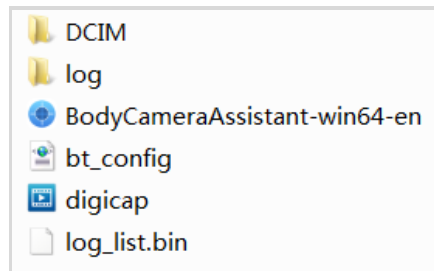 DCIM
log
BodyCameraAssistant-win64-en
bt_config
digicap
log_list.bin